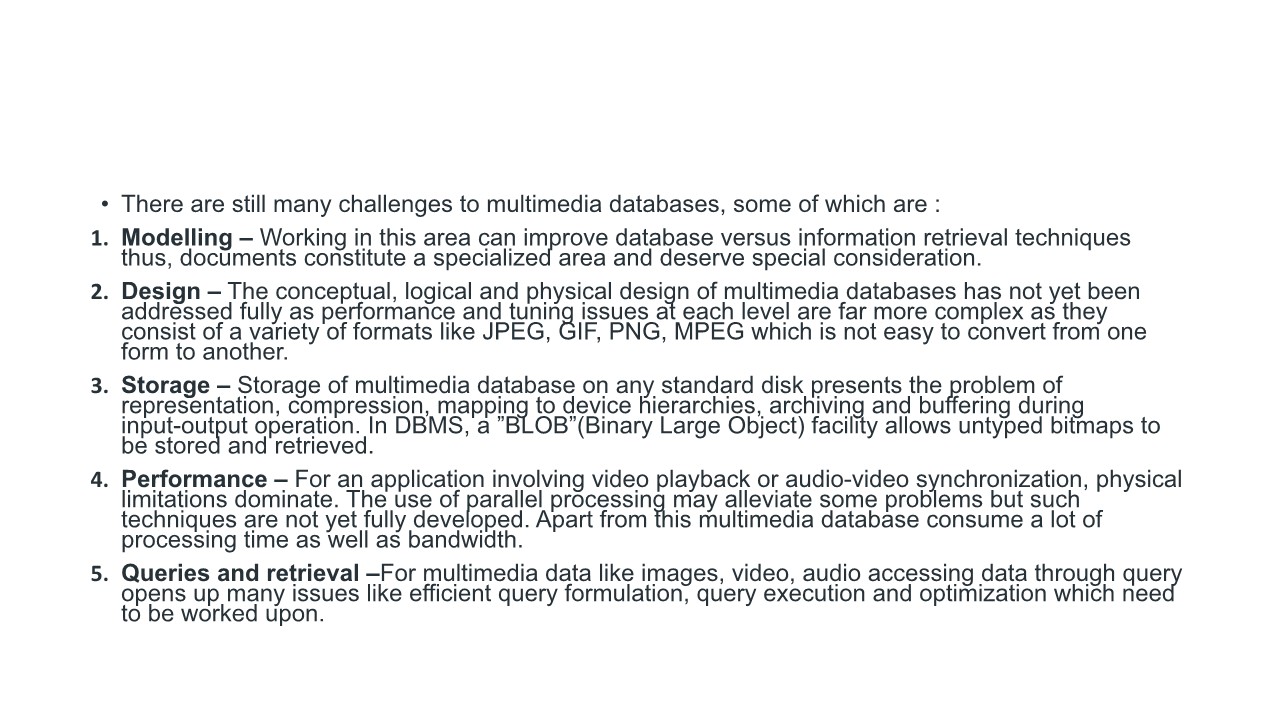 • There are still many challenges to multimedia databases, some of which are :
1. Modelling – Working in this area can improve database versus information retrieval techniques
thus, documents constitute a specialized area and deserve special consideration.
2. Design – The conceptual, logical and physical design of multimedia databases has not yet been
addressed fully as performance and tuning issues at each level are far more complex as they
consist of a variety of formats like JPEG, GIF, PNG, MPEG which is not easy to convert from one
form to another.
3. Storage – Storage of multimedia database on any standard disk presents the problem of
representation, compression, mapping to device hierarchies, archiving and buffering during
input-output operation. In DBMS, a ”BLOB”(Binary Large Object) facility allows untyped bitmaps to
be stored and retrieved.
4. Performance – For an application involving video playback or audio-video synchronization, physical
limitations dominate. The use of parallel processing may alleviate some problems but such
techniques are not yet fully developed. Apart from this multimedia database consume a lot of
processing time as well as bandwidth.
5. Queries and retrieval –For multimedia data like images, video, audio accessing data through query
opens up many issues like efficient query formulation, query execution and optimization which need
to be worked upon.